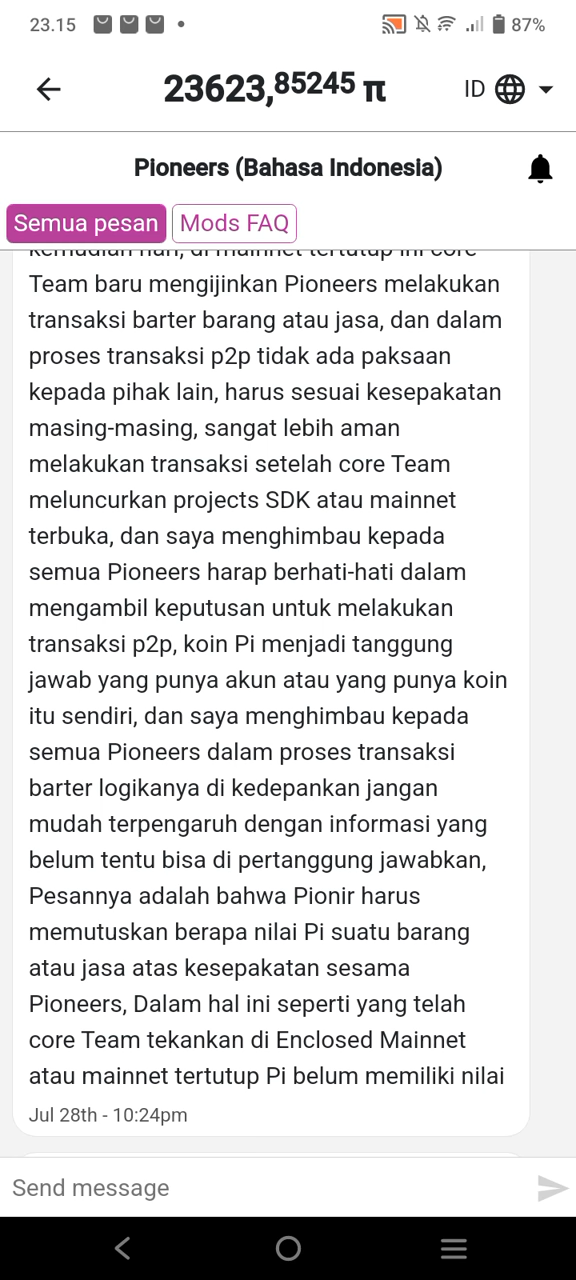 23.15
87%
23623,85245 π
ID
Pioneers (Bahasa Indonesia)
Semua pesan
Mods FAQ
kemudian hari, di mainnet tertutup ini core
Team baru mengijinkan Pioneers melakukan
transaksi barter barang atau jasa, dan dalam
proses transaksi p2p tidak ada paksaan
kepada pihak lain, harus sesuai kesepakatan
masing-masing, sangat lebih aman
melakukan transaksi setelah core Team
meluncurkan projects SDK atau mainnet
terbuka, dan saya menghimbau kepada
semua Pioneers harap berhati-hati dalam
mengambil keputusan untuk melakukan
transaksi p2p, koin Pi menjadi tanggung
jawab yang punya akun atau yang punya koin
itu sendiri, dan saya menghimbau kepada
semua Pioneers dalam proses transaksi
barter logikanya di kedepankan jangan
mudah terpengaruh dengan informasi yang
belum tentu bisa di pertanggung jawabkan,
Pesannya adalah bahwa Pionir harus
memutuskan berapa nilai Pi suatu barang
atau jasa atas kesepakatan sesama
Pioneers, Dalam hal ini seperti yang telah
core Team tekankan di Enclosed Mainnet
atau mainnet tertutup Pi belum memiliki nilai
Jul 28th - 10:24pm
Send message